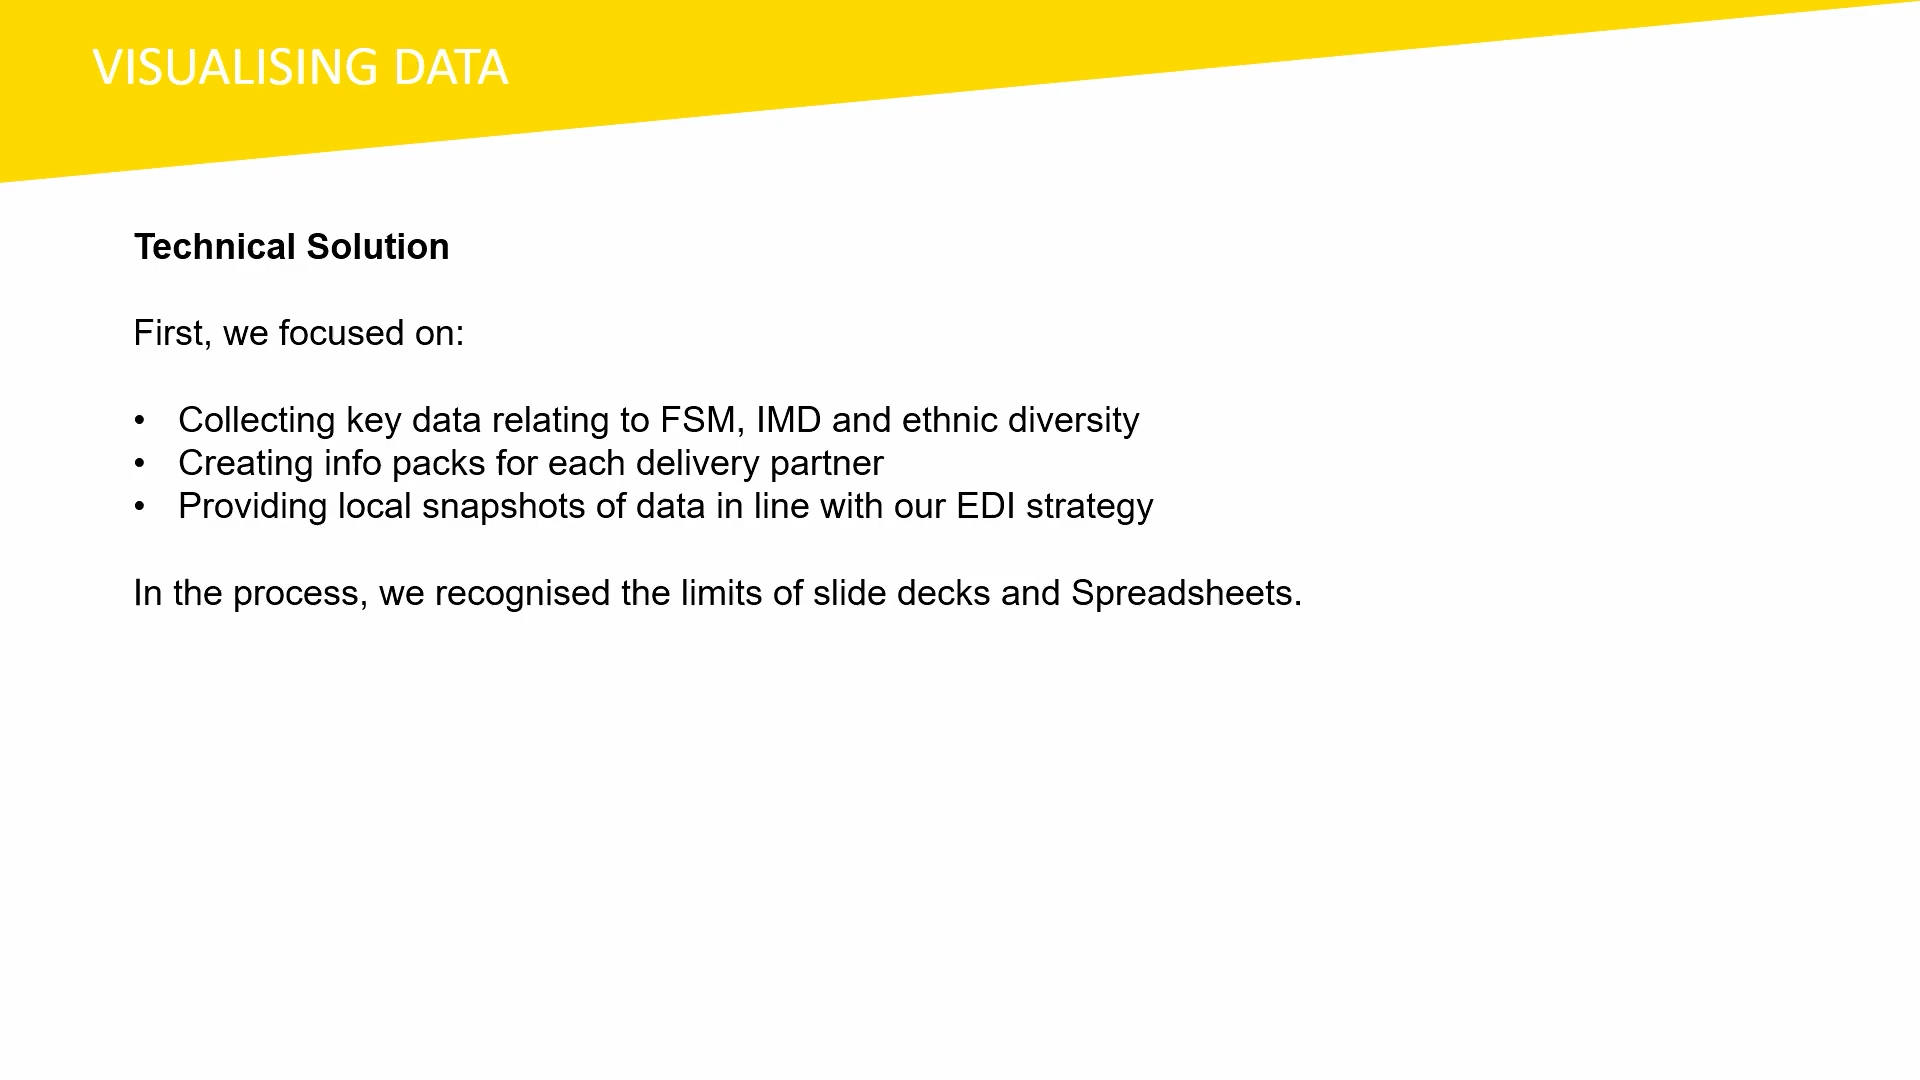 VISUALISING DATA
Technical Solution
First, we focused on:
• Collecting key data relating to FSM, IMD and ethnic diversity
• Creating info packs for each delivery partner
• Providing local snapshots of data in line with our EDI strategy
In the process, we recognised the limits of slide decks and Spreadsheets.